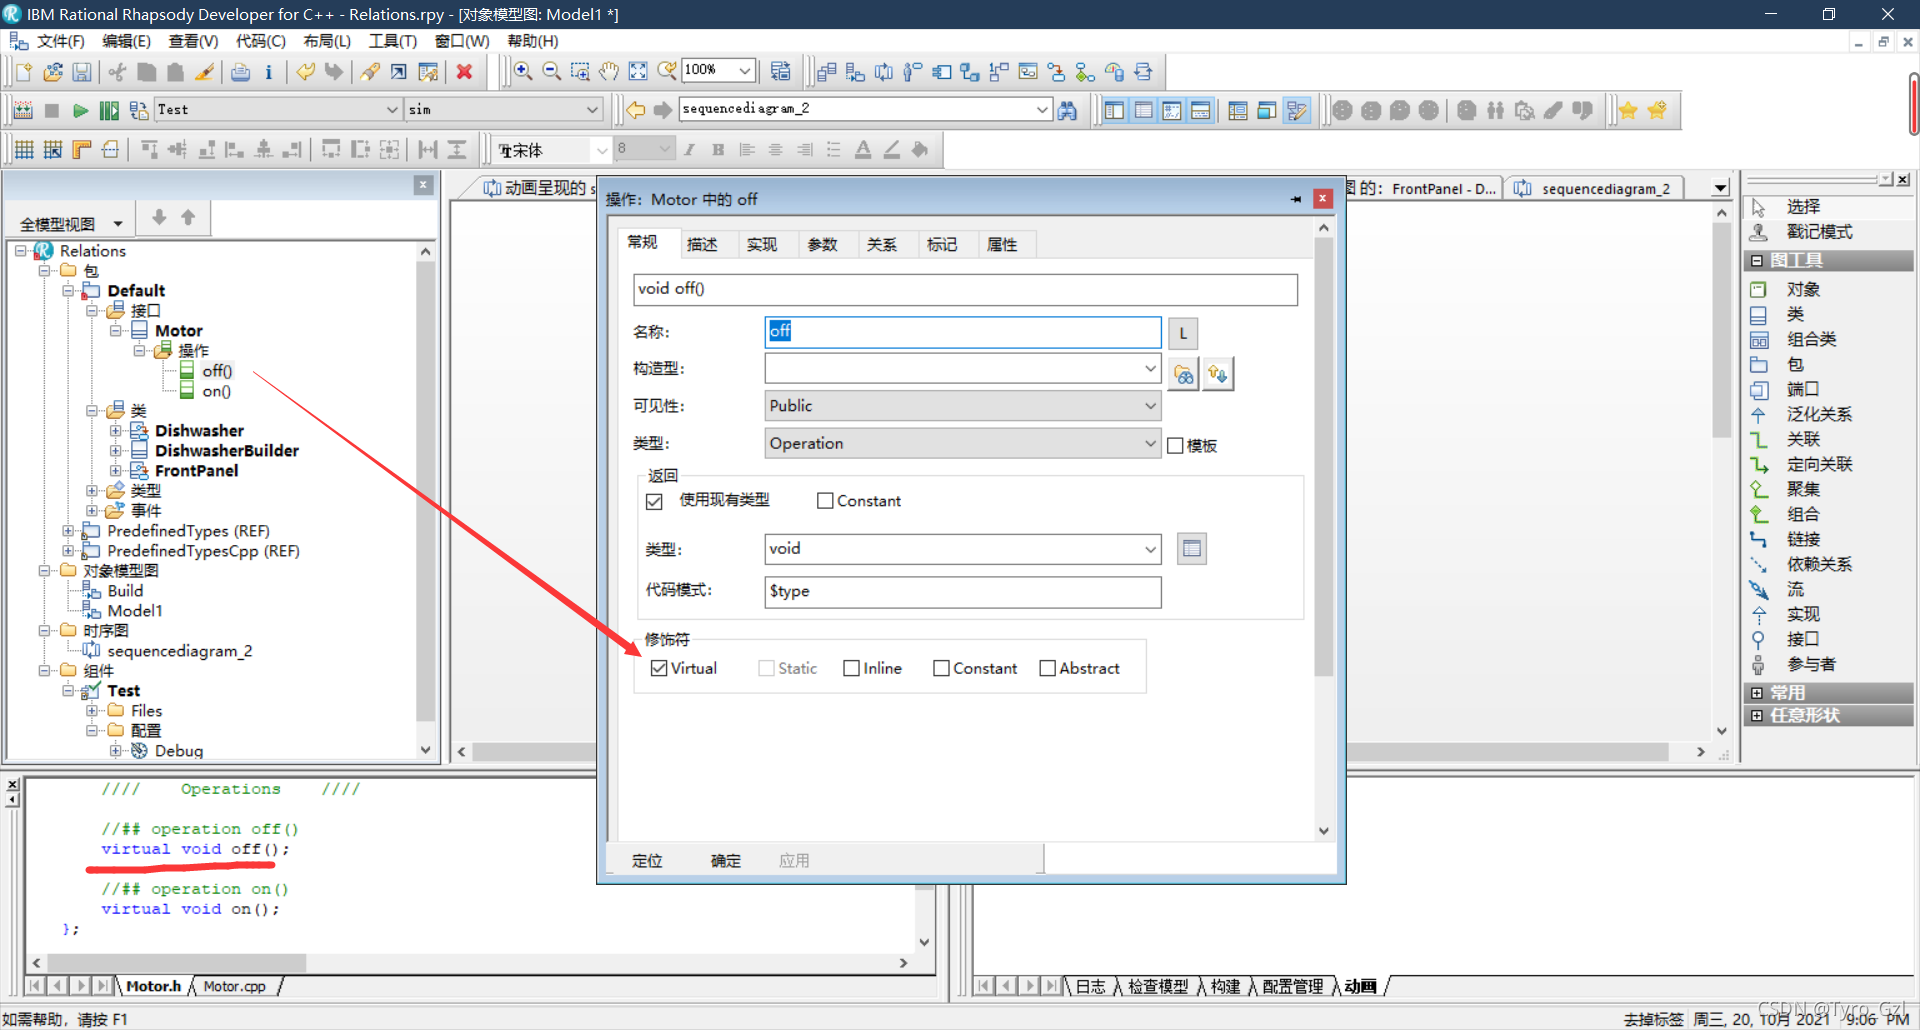 IBM Rational Rhapsody Developer for C++ - Relations.rpy - [对象模型图: Model1 *]
文件(F) 编辑(E) 查看(V) 代码(C) 布局(L) 工具(T) 窗口(W) 帮助(H)
100%
Test sim sequencediagram_2
宋体 8
动画呈现的 s
图 的: FrontPanel - D... sequencediagram_2
全模型视图
Relations
包
Default
接口
Motor
操作
off()
on()
类
Dishwasher
DishwasherBuilder
FrontPanel
类型
事件
PredefinedTypes (REF)
PredefinedTypesCpp (REF)
对象模型图
Build
Model1
时序图
sequencediagram_2
组件
Test
Files
配置
Debug
操作: Motor 中的 off
常规 描述 实现 参数 关系 标记 属性
void off()
名称: off L
构造型:
可见性: Public
类型: Operation 模板
返回
使用现有类型 Constant
类型: void
代码模式: $type
修饰符
Virtual Static Inline Constant Abstract
定位 确定 应用
选择
戳记模式
图工具
对象
类
组合类
包
端口
泛化关系
关联
定向关联
聚集
组合
链接
依赖关系
流
实现
接口
参与者
常用
任意形状
//// Operations ////
//## operation off()
virtual void off();
//## operation on()
virtual void on();
};
Motor.h Motor.cpp
日志 检查模型 构建 配置管理 动画
如需帮助，请按 F1
去掉标签 周三, 20, 10月 2021 9:06 PM
CSDN @Tyro_Gzl